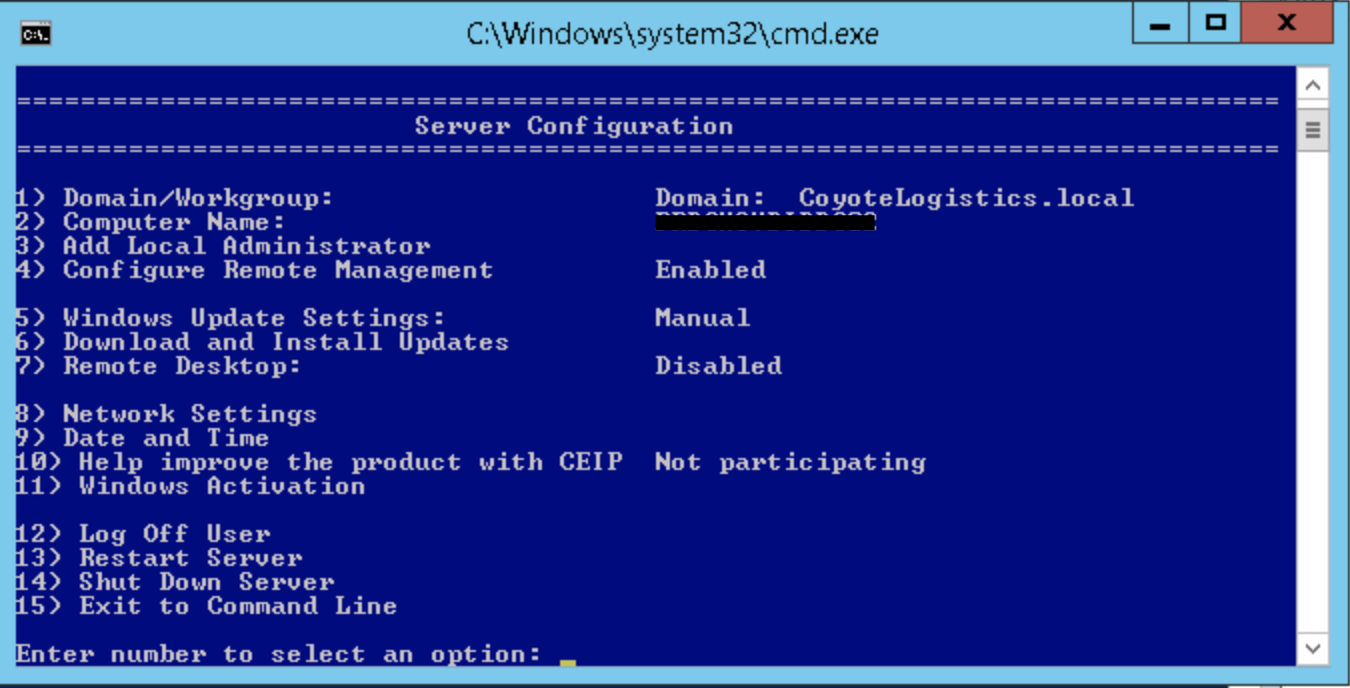 C:\Windows\system32\cmd.exe
===============================================================================
Server Configuration
===============================================================================
1) Domain/Workgroup: Domain: CoyoteLogistics.local
2) Computer Name:
3) Add Local Administrator
4) Configure Remote Management Enabled
5) Windows Update Settings: Manual
6) Download and Install Updates
7) Remote Desktop: Disabled
8) Network Settings
9) Date and Time
10) Help improve the product with CEIP Not participating
11) Windows Activation
12) Log Off User
13) Restart Server
14) Shut Down Server
15) Exit to Command Line
Enter number to select an option: